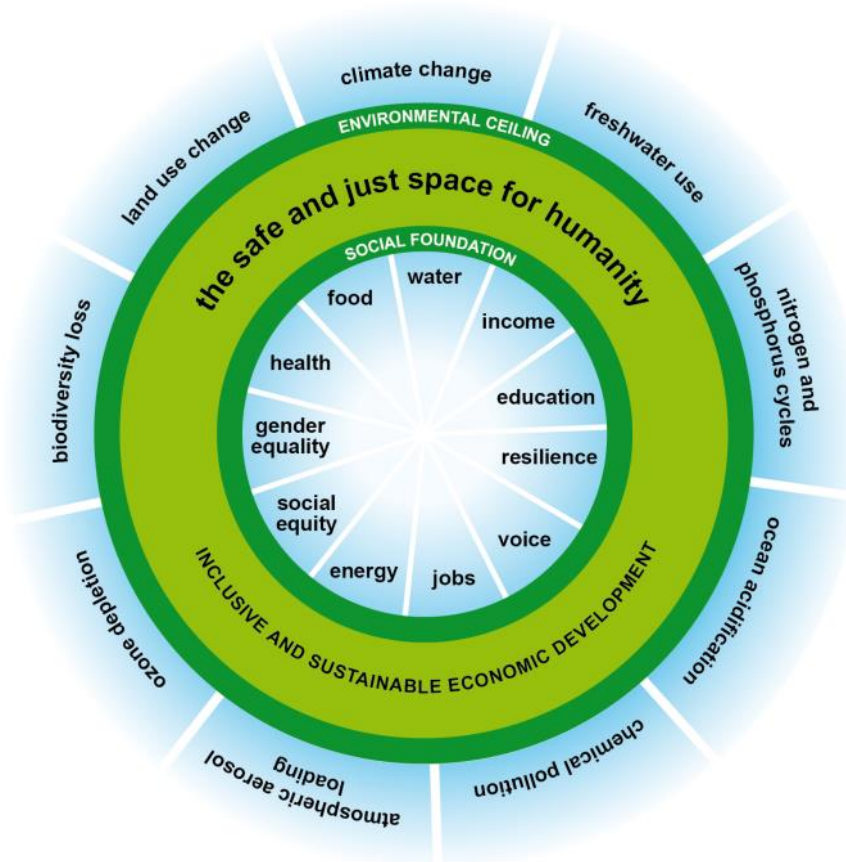 climate change
freshwater use
nitrogen and
phosphorus cycles
ocean acidification
chemical pollution
atmospheric aerosol
loading
ozone depletion
biodiversity loss
land use change
ENVIRONMENTAL CEILING
the safe and just space for humanity
SOCIAL FOUNDATION
water
income
education
resilience
voice
jobs
energy
social
equity
gender
equality
health
food
INCLUSIVE AND SUSTAINABLE ECONOMIC DEVELOPMENT